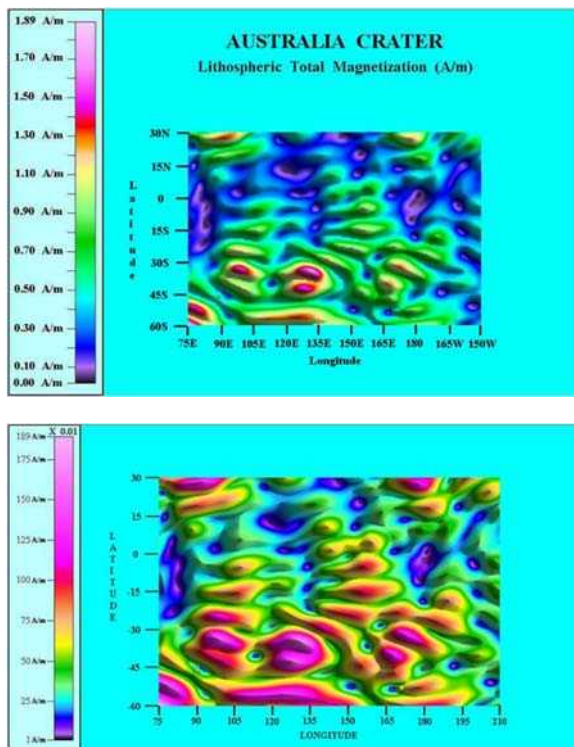 1.89 A/m
1.70 A/m
1.50 A/m
1.30 A/m
1.10 A/m
0.90 A/m
0.70 A/m
0.50 A/m
0.30 A/m
0.10 A/m
0.00 A/m
AUSTRALIA CRATER
Lithospheric Total Magnetization (A/m)
Latitude
30N
15N
0
15S
30S
45S
60S
75E 90E 105E 120E 135E 150E 165E 180 165W 150W
Longitude
X 0.01
189 A/m
175 A/m
150 A/m
125 A/m
100 A/m
75 A/m
50 A/m
25 A/m
1 A/m
LATITUDE
30
15
0
-15
-30
-45
-60
75 90 105 120 135 150 165 180 195 210
LONGITUDE